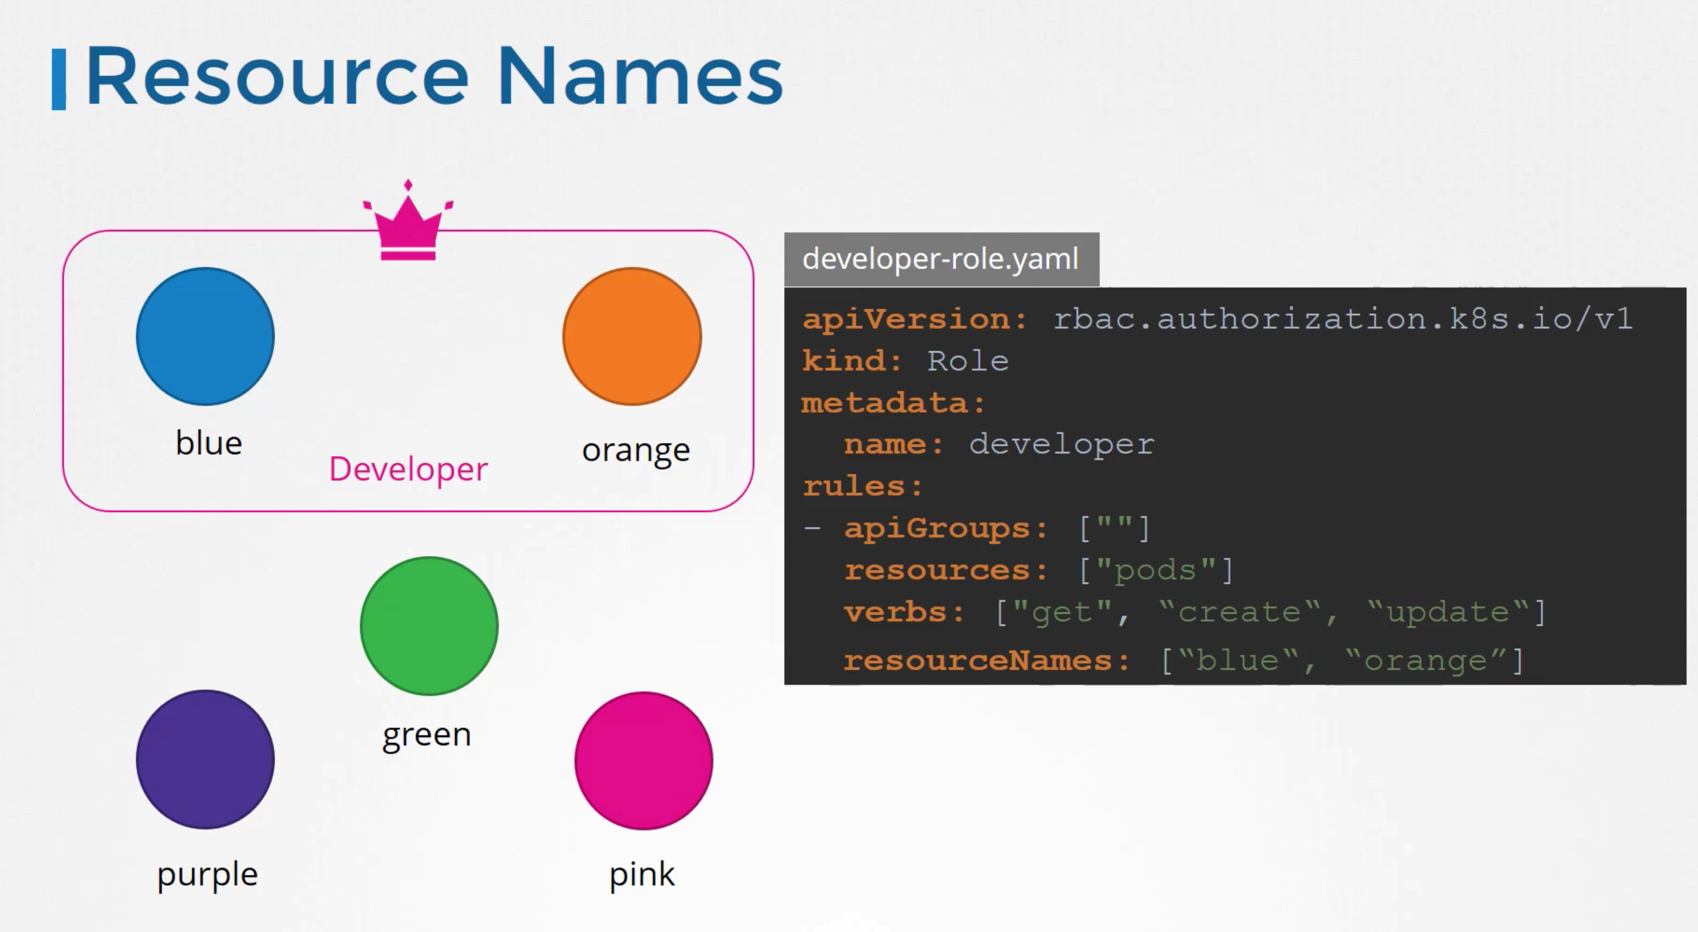 Resource Names
blue
orange
Developer
green
purple
pink
developer-role.yaml
apiVersion: rbac.authorization.k8s.io/v1
kind: Role
metadata:
  name: developer
rules:
- apiGroups: [""]
  resources: ["pods"]
  verbs: ["get", “create“, “update“]
  resourceNames: [“blue“, “orange”]